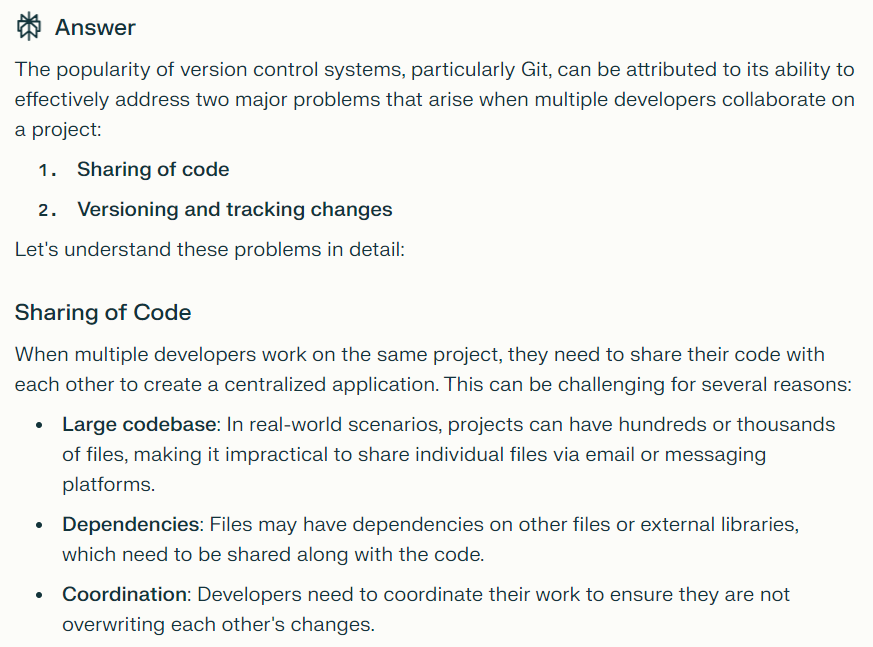 Answer
The popularity of version control systems, particularly Git, can be attributed to its ability to
effectively address two major problems that arise when multiple developers collaborate on
a project:
1. Sharing of code
2. Versioning and tracking changes
Let's understand these problems in detail:
Sharing of Code
When multiple developers work on the same project, they need to share their code with
each other to create a centralized application. This can be challenging for several reasons:
• Large codebase: In real-world scenarios, projects can have hundreds or thousands
of files, making it impractical to share individual files via email or messaging
platforms.
• Dependencies: Files may have dependencies on other files or external libraries,
which need to be shared along with the code.
• Coordination: Developers need to coordinate their work to ensure they are not
overwriting each other's changes.